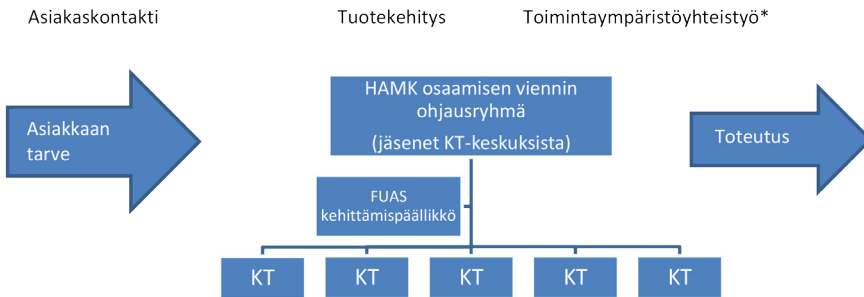 Asiakaskontakti
Tuotekehitys
Toimintaympäristöyhteistyö*
Asiakkaan
tarve
HAMK osaamisen viennin
ohjausryhmä
(jäsenet KT-keskuksista)
Toteutus
FUAS
kehittämispäällikkö
KT
KT
KT
KT
KT